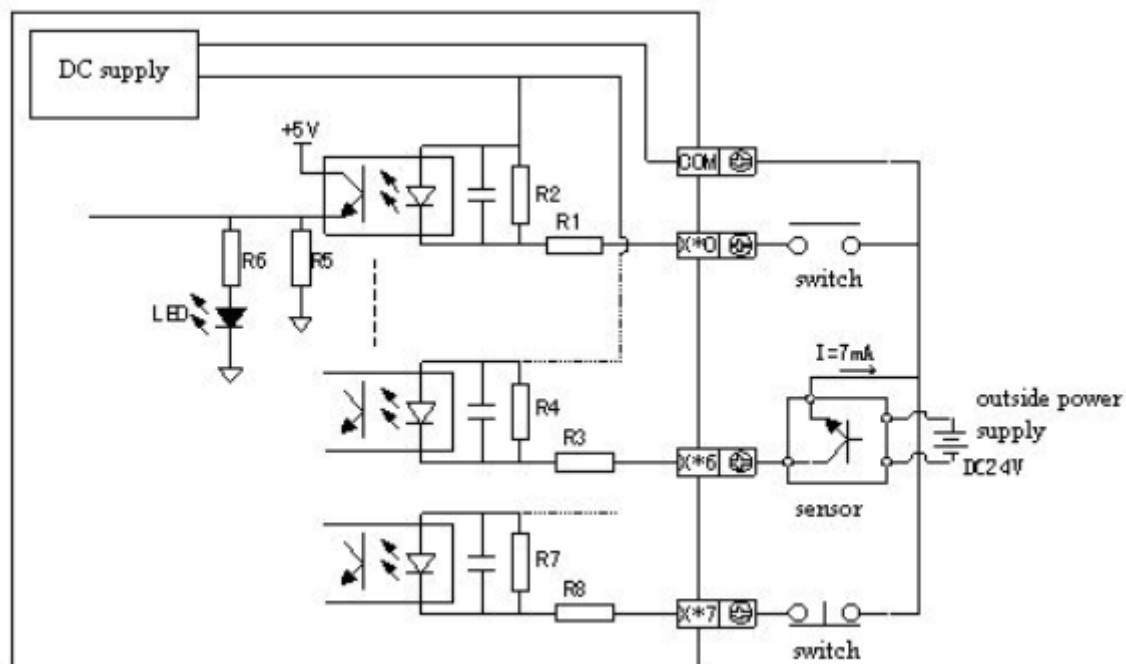 DC supply
+5V
COM
R2
R1
X*0
R6
R5
switch
LED
I=7mA
R4
outside power
supply
R3
X*6
DC24V
sensor
R7
R8
X*7
switch